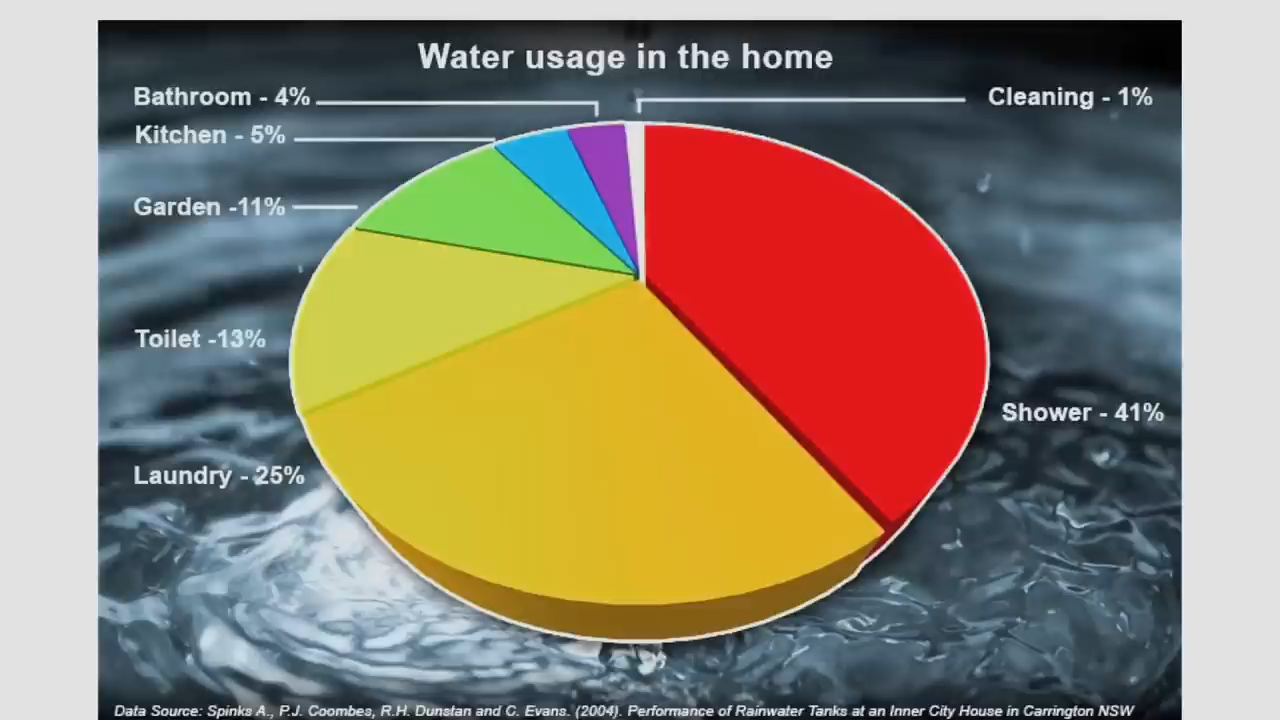 Water usage in the home
Bathroom - 4%
Cleaning - 1%
Kitchen - 5%
Garden -11%
Toilet -13%
Shower - 41%
Laundry - 25%
Data Source: Spinks A., P.J. Coombes, R.H. Dunstan and C. Evans. (2004). Performance of Rainwater Tanks at an Inner City House in Carrington NSW